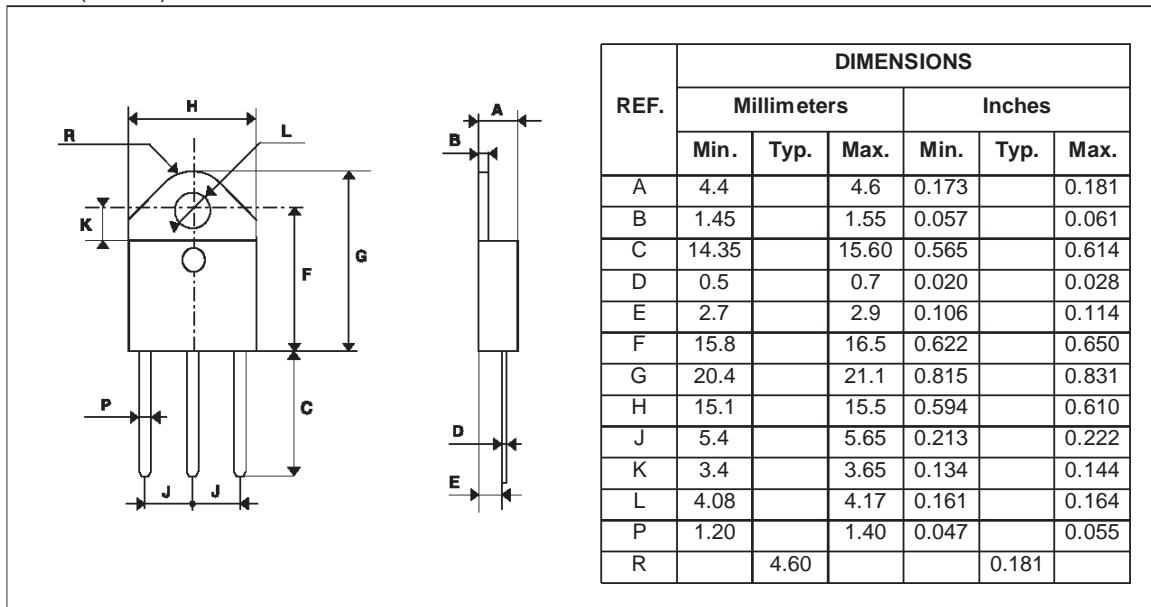 H
A
R
L
B
K
G
F
P
C
D
J J
E
DIMENSIONS
REF. Millimeters Inches
Min. Typ. Max. Min. Typ. Max.
A 4.4 4.6 0.173 0.181
B 1.45 1.55 0.057 0.061
C 14.35 15.60 0.565 0.614
D 0.5 0.7 0.020 0.028
E 2.7 2.9 0.106 0.114
F 15.8 16.5 0.622 0.650
G 20.4 21.1 0.815 0.831
H 15.1 15.5 0.594 0.610
J 5.4 5.65 0.213 0.222
K 3.4 3.65 0.134 0.144
L 4.08 4.17 0.161 0.164
P 1.20 1.40 0.047 0.055
R 4.60 0.181